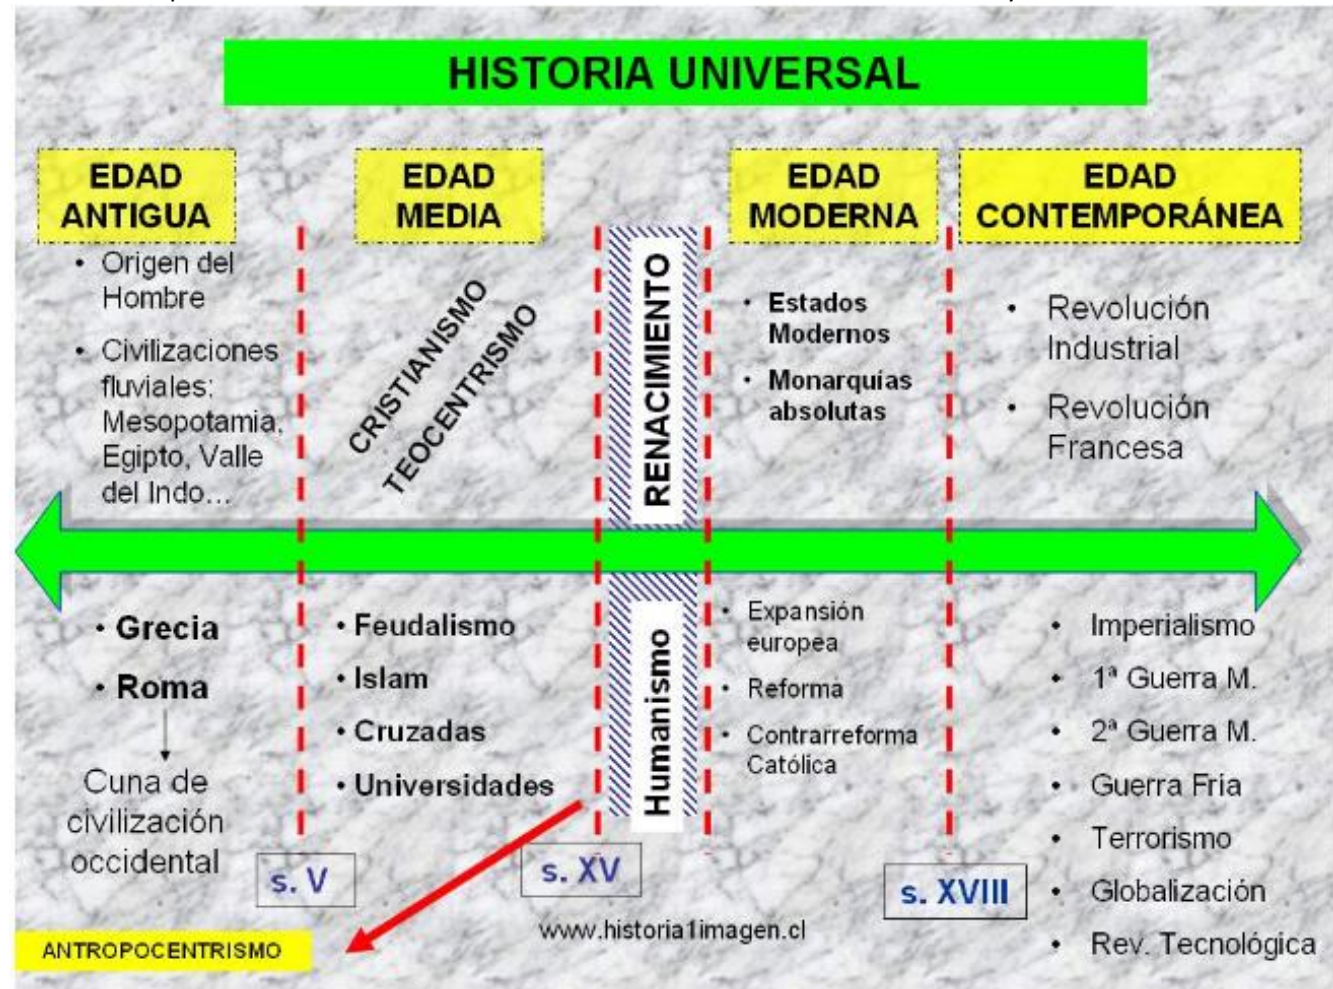 HISTORIA UNIVERSAL
EDAD
ANTIGUA
• Origen del
Hombre
• Civilizaciones
fluviales:
Mesopotamia,
Egipto, Valle
del Indo...
• Grecia
• Roma
Cuna de
civilización
occidental
s. V
EDAD
MEDIA
CRISTIANISMO
TEOCENTRISMO
• Feudalismo
• Islam
• Cruzadas
• Universidades
s. XV
RENACIMIENTO
Humanismo
ANTROPOCENTRISMO
EDAD
MODERNA
• Estados
Modernos
• Monarquías
absolutas
• Expansión
europea
• Reforma
• Contrarreforma
Católica
s. XVIII
EDAD
CONTEMPORÁNEA
• Revolución
Industrial
• Revolución
Francesa
• Imperialismo
• 1ª Guerra M.
• 2ª Guerra M.
• Guerra Fria
• Terrorismo
• Globalización
• Rev. Tecnológica
www.historia1imagen.cl